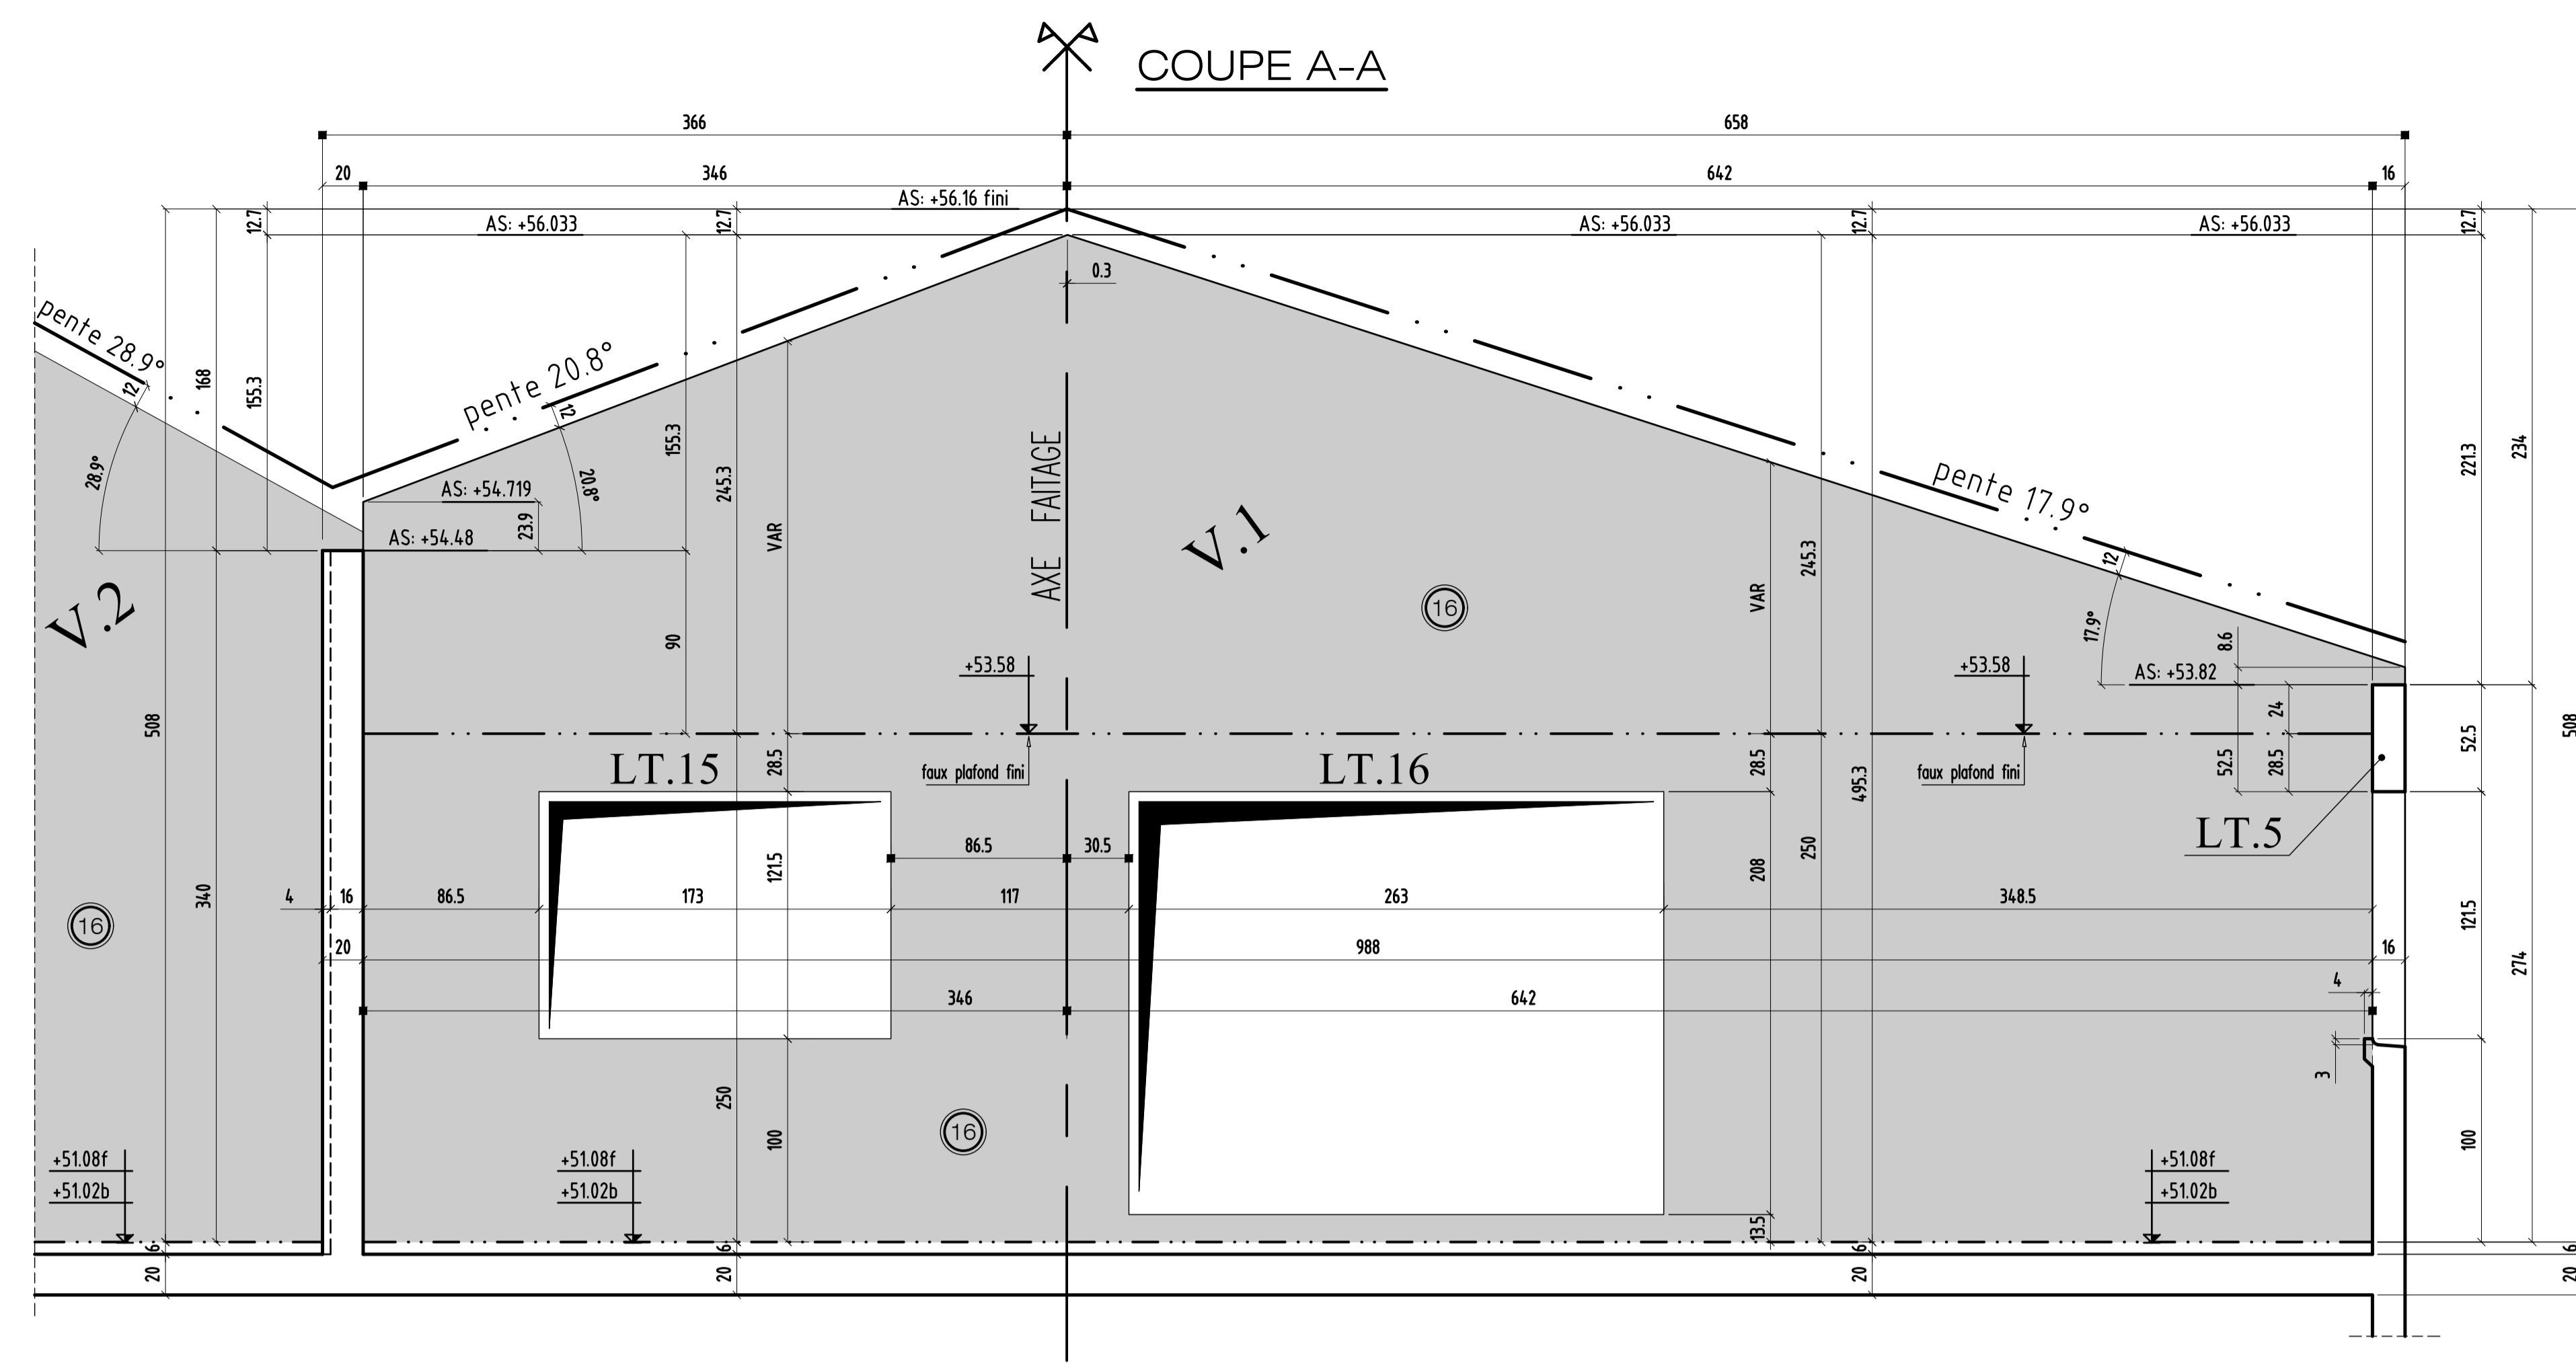 COUPE A-A
366
658
20
346
642
16
AS: +56.16 fini
12.7
AS: +56.033
12.7
AS: +56.033
12.7
AS: +56.033
12.7
0.3
pente 28.9°
12
168
155.3
pente 20.8°
12
28.9°
20.8°
AS: +54.719
23.9
AS: +54.48
155.3
245.3
VAR
90
AXE FAITAGE
V.1
16
V.2
pente 17.9°
12
17.9°
221.3
234
VAR
245.3
8.6
AS: +53.82
24
52.5
28.5
52.5
508
508
+53.58
faux plafond fini
+53.58
faux plafond fini
LT.15
28.5
LT.16
28.5
495.3
LT.5
86.5
30.5
121.5
208
250
340
16
4
16
86.5
173
117
263
348.5
121.5
274
20
988
16
346
642
4
3
250
100
16
100
+51.08f
+51.02b
+51.08f
+51.02b
+51.08f
+51.02b
13.5
6
6
6
6
20
20
20
20